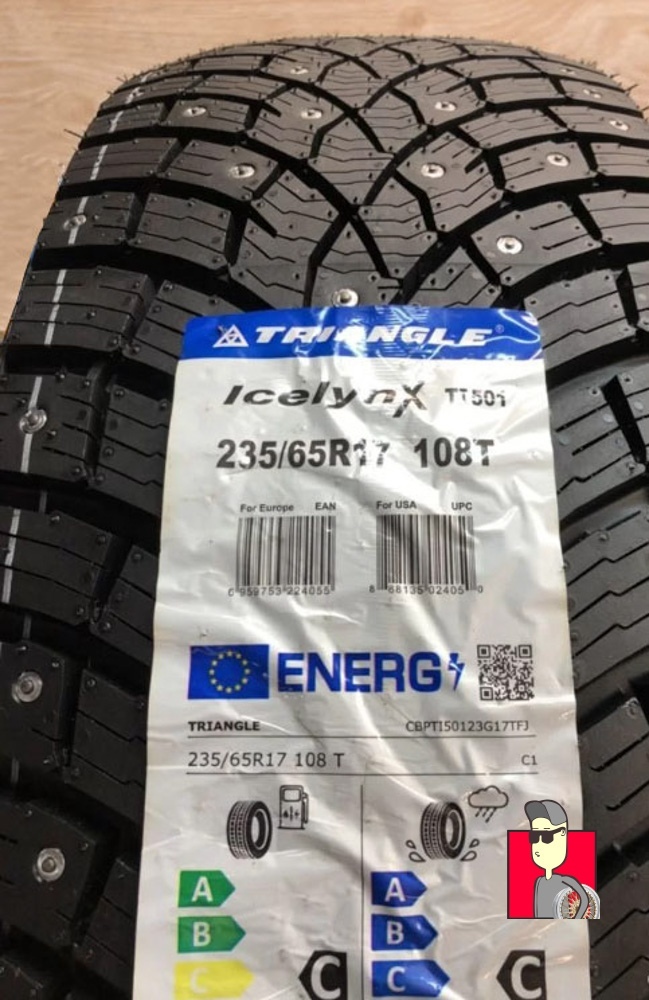 TRIANGLE
IcelynX TI501
235/65R17 108T
For Europe EAN For USA UPC
6 959753 224055 8 68135 02405 0
ENERG
TRIANGLE CBPTI50123G17TFJ
235/65R17 108 T C1
A A
B B
C C C C